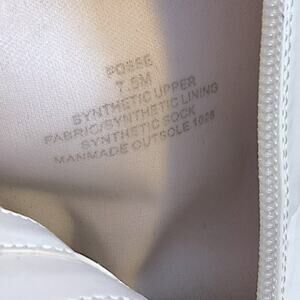 POSSE
7.5M
SYNTHETIC UPPER
FABRIC/SYNTHETIC LINING
SYNTHETIC SOCK
MANMADE OUTSOLE